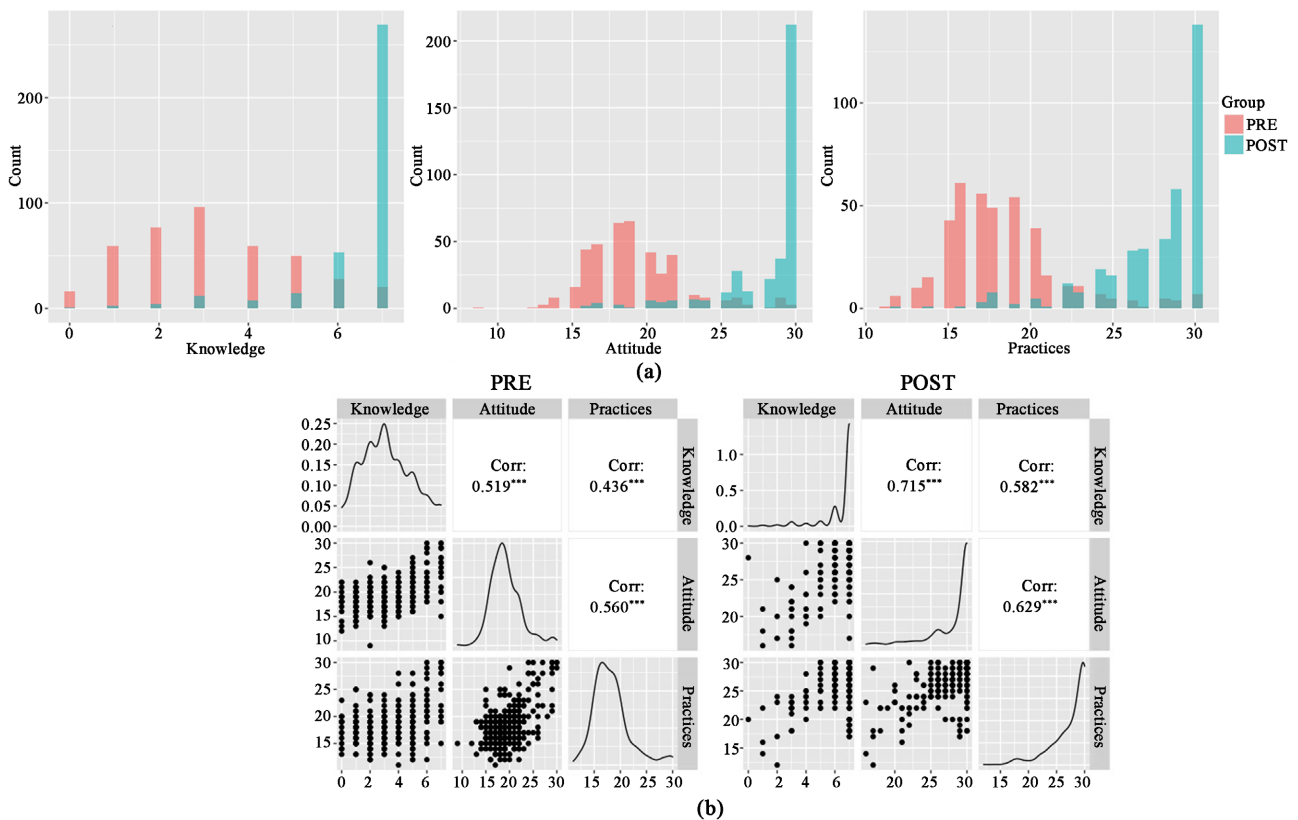 200
100
0
Count
0 2 4 6
Knowledge
200
150
100
50
0
Count
10 15 20 25 30
Attitude
100
50
0
Count
10 15 20 25 30
Practices
Group
PRE
POST
(a)
PRE
Knowledge Attitude Practices
0.25
0.20
0.15
0.10
0.05
0.00
Corr:
0.519***
Corr:
0.436***
Knowledge
30
25
20
15
10
Corr:
0.560***
Attitude
30
25
20
15
Practices
0 2 4 6
10 15 20 25 30
15 20 25 30
POST
Knowledge Attitude Practices
1.0
0.5
0.0
Corr:
0.715***
Corr:
0.582***
Knowledge
30
25
20
Corr:
0.629***
Attitude
30
25
20
15
Practices
0 2 4 6
20 25 30
15 20 25 30
(b)